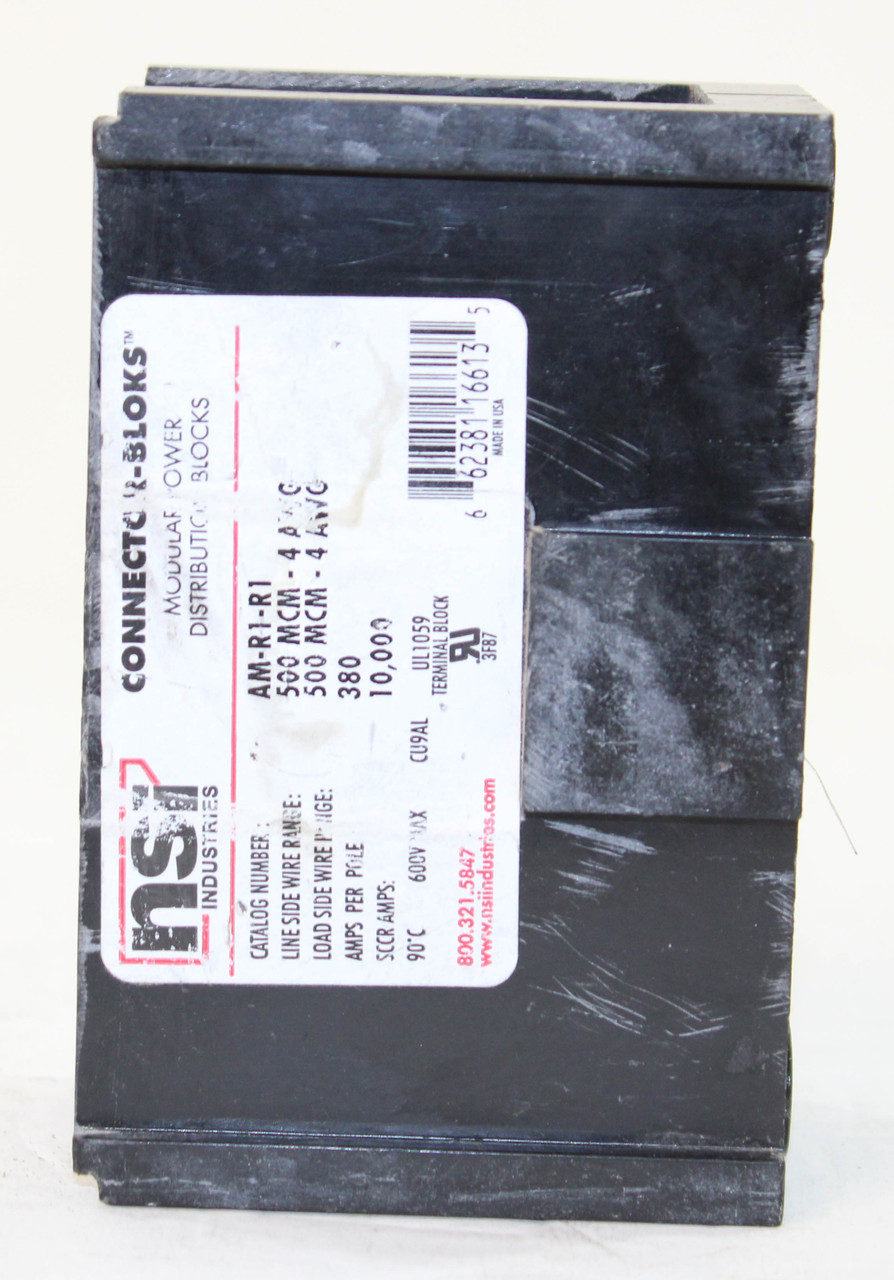 nsi
INDUSTRIES
CONNECTOR-BLOKS™
MODULAR POWER
DISTRIBUTION BLOCKS
CATALOG NUMBER: AM-R1-R1
LINE SIDE WIRE RANGE: 500 MCM - 4 AWG
LOAD SIDE WIRE RANGE: 500 MCM - 4 AWG
AMPS PER POLE 380
SCCR AMPS: 10,000
90°C 600V MAX CU9AL UL1059
TERMINAL BLOCK
3F87
800.321.5847
www.nsiindustries.com
6 62381 16613 5
MADE IN USA